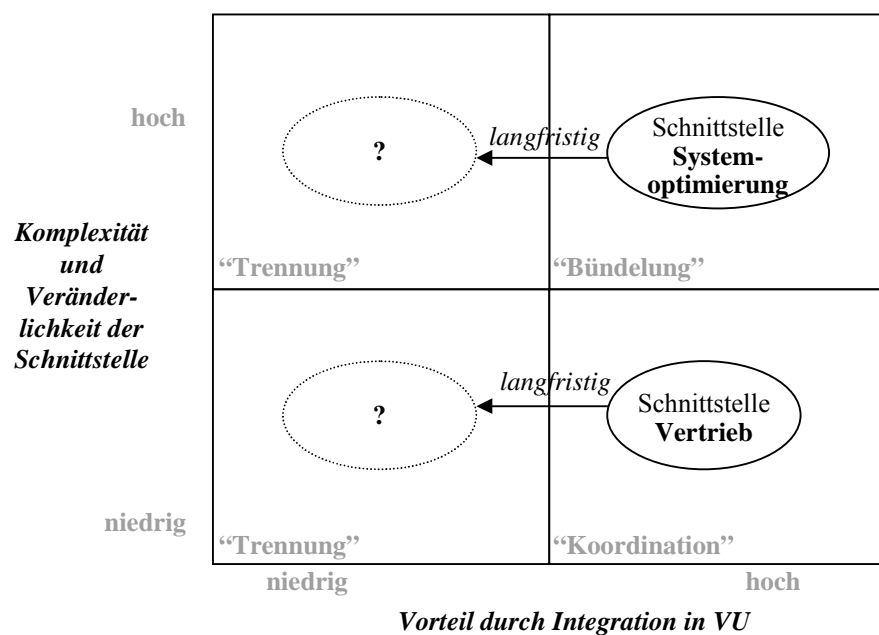 hoch
langfristig
Schnittstelle
System-
optimierung
?
Komplexität
und
Veränder-
lichkeit der
Schnittstelle
“Trennung”
“Bündelung”
langfristig
Schnittstelle
Vertrieb
?
niedrig
“Trennung”
“Koordination”
niedrig
hoch
Vorteil durch Integration in VU